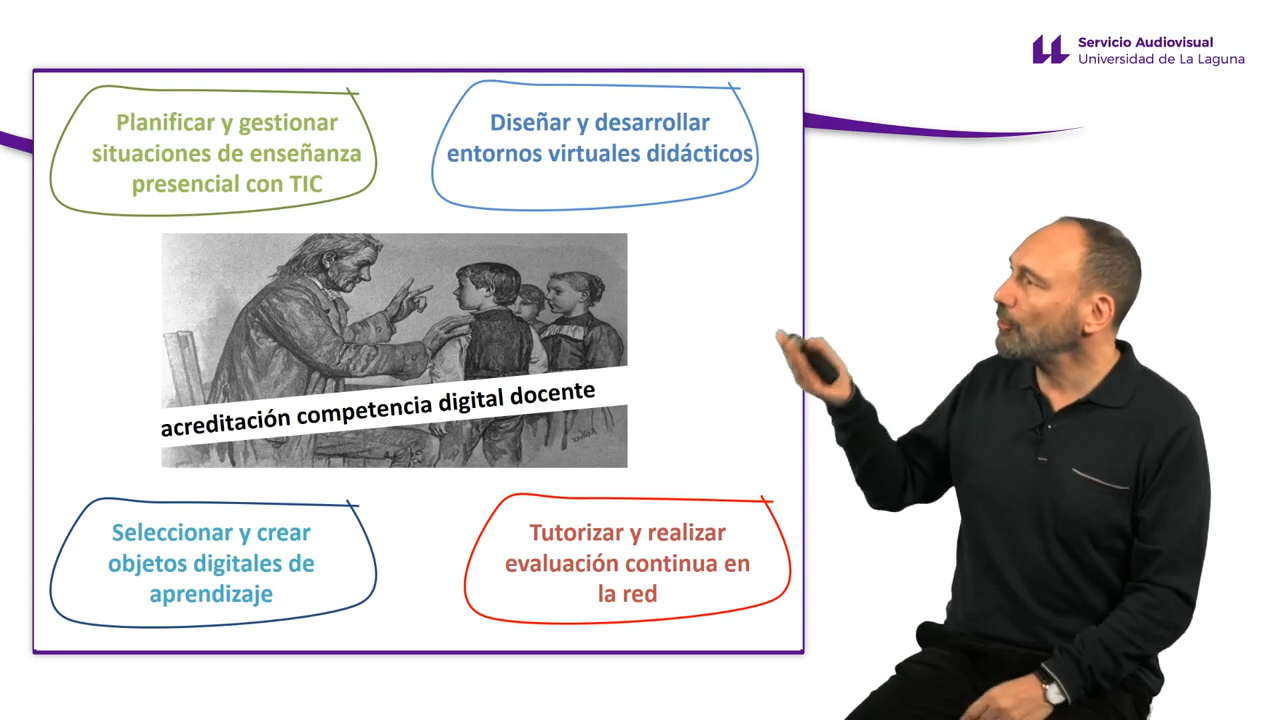 Servicio Audiovisual
Universidad de La Laguna
Planificar y gestionar
situaciones de enseñanza
presencial con TIC
Diseñar y desarrollar
entornos virtuales didácticos
acreditación competencia digital docente
Seleccionar y crear
objetos digitales de
aprendizaje
Tutorizar y realizar
evaluación continua en
la red